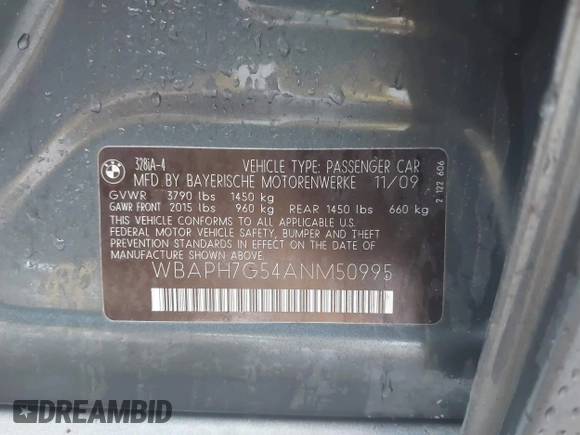 BMW
328iA-4 VEHICLE TYPE: PASSENGER CAR
MFD BY BAYERISCHE MOTORENWERKE 11/09
GVWR 3790 lbs 1450 kg
GAWR FRONT 2015 lbs 960 kg REAR 1450 lbs 660 kg
THIS VEHICLE CONFORMS TO ALL APPLICABLE U.S.
FEDERAL MOTOR VEHICLE SAFETY, BUMPER AND THEFT
PREVENTION STANDARDS IN EFFECT ON THE DATE OF
MANUFACTURE SHOWN ABOVE.
WBAPH7G54ANM50995
2 122 606
DREAMBID